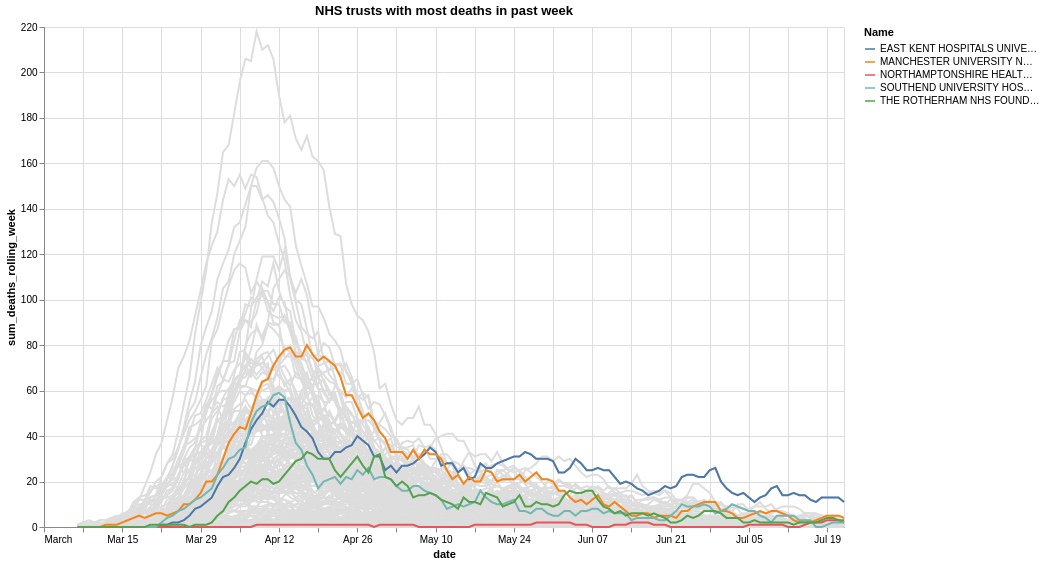 NHS trusts with most deaths in past week
Name
EAST KENT HOSPITALS UNIVE…
MANCHESTER UNIVERSITY N…
NORTHAMPTONSHIRE HEALT…
SOUTHEND UNIVERSITY HOS…
THE ROTHERHAM NHS FOUND…
sum_deaths_rolling_week
220
200
180
160
140
120
100
80
60
40
20
0
March Mar 15 Mar 29 Apr 12 Apr 26 May 10 May 24 Jun 07 Jun 21 Jul 05 Jul 19
date